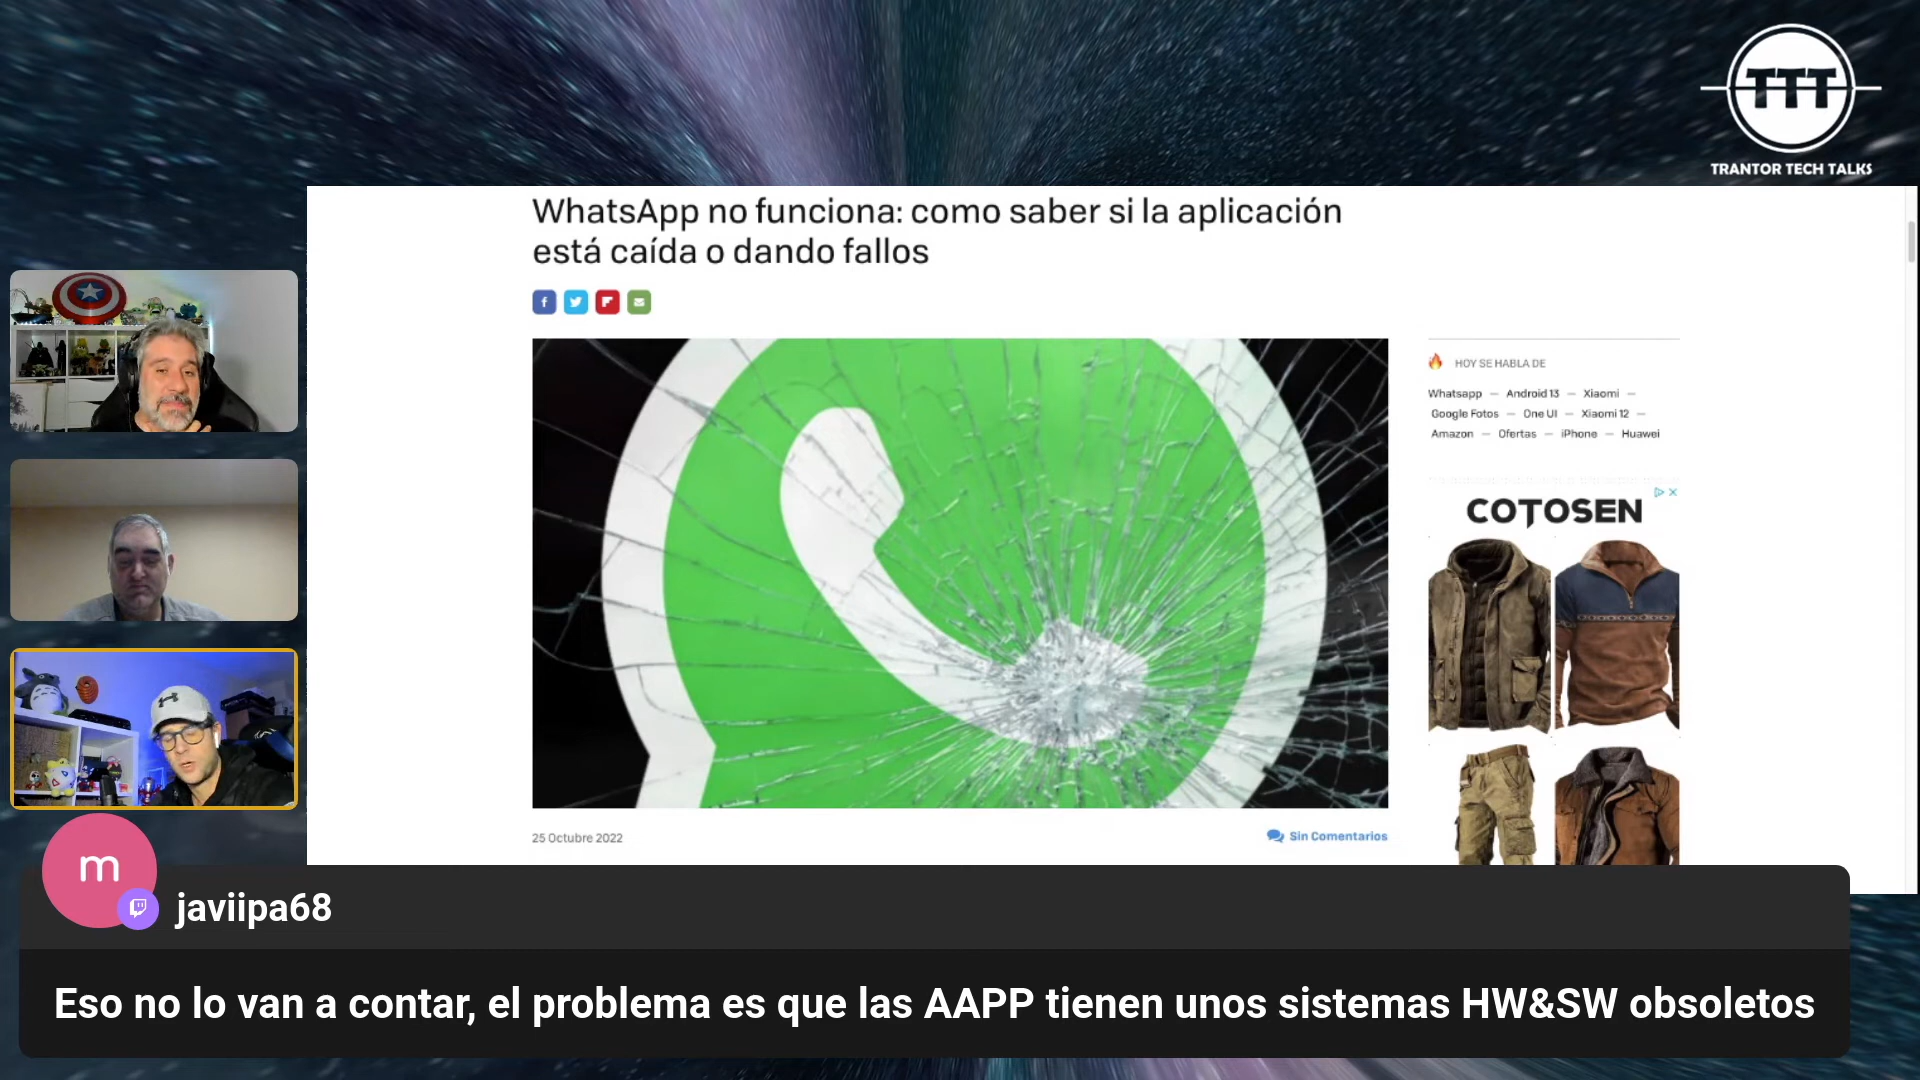 TTT
TRANTOR TECH TALKS
WhatsApp no funciona: como saber si la aplicación
está caída o dando fallos
HOY SE HABLA DE
Whatsapp — Android 13 — Xiaomi —
Google Fotos — One UI — Xiaomi 12 —
Amazon — Ofertas — iPhone — Huawei
COTOSEN
25 Octubre 2022
Sin Comentarios
m
javiipa68
Eso no lo van a contar, el problema es que las AAPP tienen unos sistemas HW&SW obsoletos